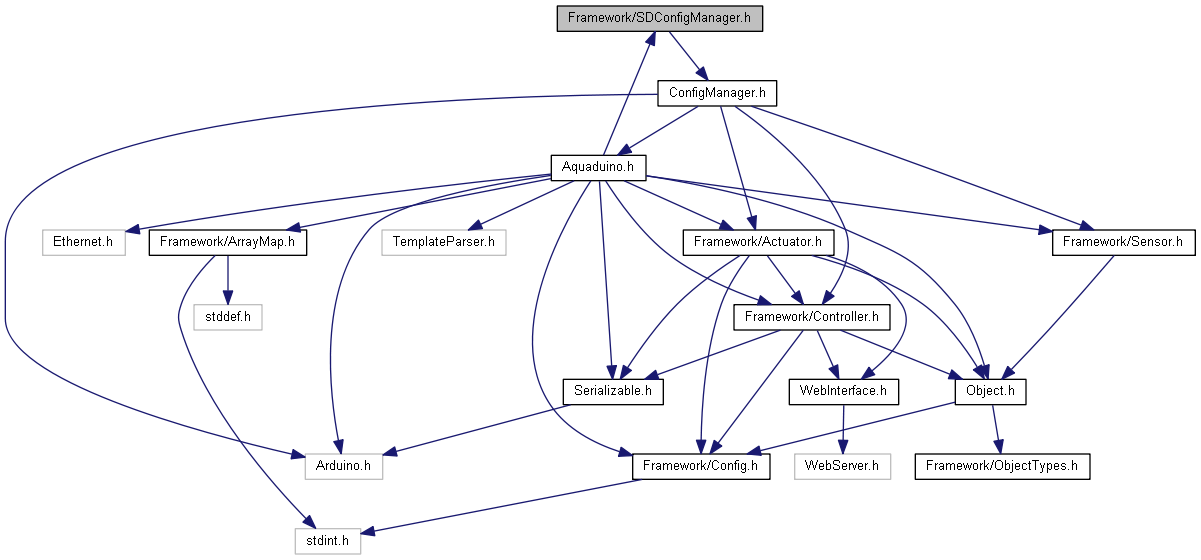 Framework/SDConfigManager.h
ConfigManager.h
Aquaduino.h
Ethernet.h
Framework/ArrayMap.h
TemplateParser.h
Framework/Actuator.h
Framework/Sensor.h
stddef.h
Framework/Controller.h
Serializable.h
WebInterface.h
Object.h
Arduino.h
Framework/Config.h
WebServer.h
Framework/ObjectTypes.h
stdint.h